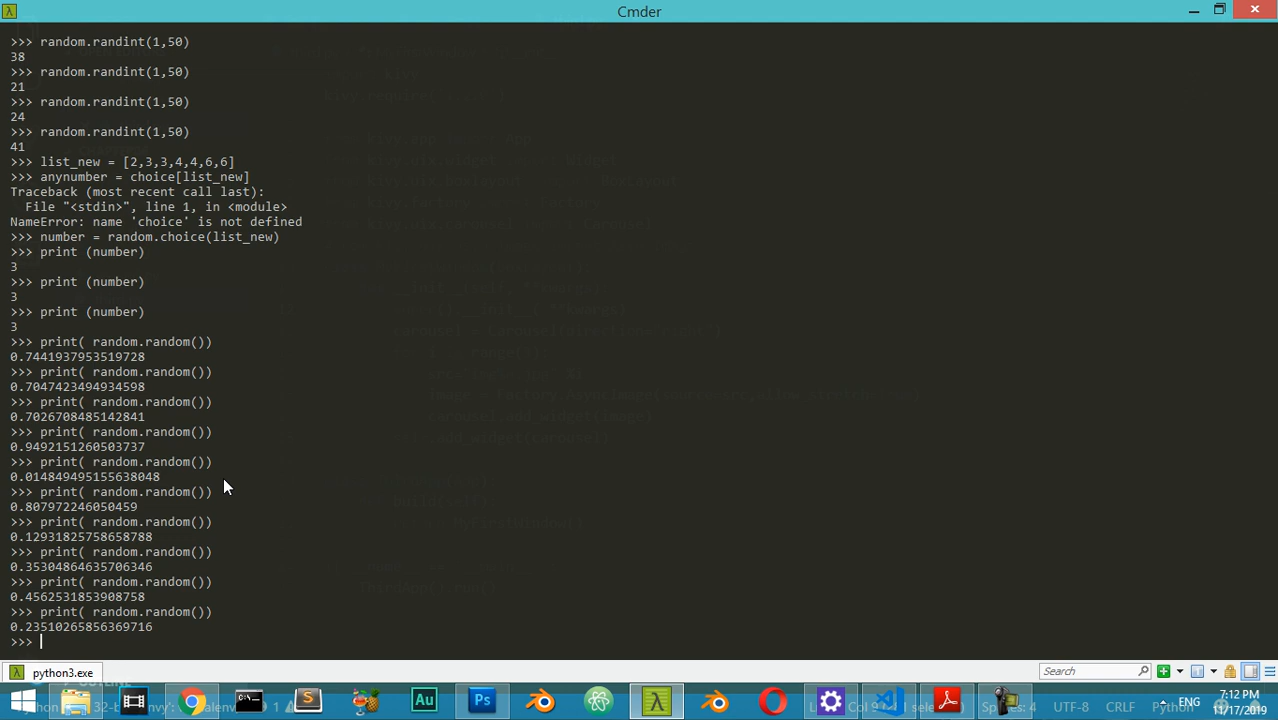 Cmder
>>> random.randint(1,50)
38
>>> random.randint(1,50)
21
>>> random.randint(1,50)
24
>>> random.randint(1,50)
41
>>> list_new = [2,3,3,4,4,6,6]
>>> anynumber = choice[list_new]
Traceback (most recent call last):
File "<stdin>", line 1, in <module>
NameError: name 'choice' is not defined
>>> number = random.choice(list_new)
>>> print (number)
3
>>> print (number)
3
>>> print (number)
3
>>> print( random.random())
0.7441937953519728
>>> print( random.random())
0.7047423494934598
>>> print( random.random())
0.7026708485142841
>>> print( random.random())
0.9492151260503737
>>> print( random.random())
0.014849495155638048
>>> print( random.random())
0.807972246050459
>>> print( random.random())
0.12931825758658788
>>> print( random.random())
0.35304864635706346
>>> print( random.random())
0.4562531853908758
>>> print( random.random())
0.23510265856369716
>>>
python3.exe
Search
Au
Ps
ENG
7:12 PM
11/17/2019
UTF-8
CRLF
Python